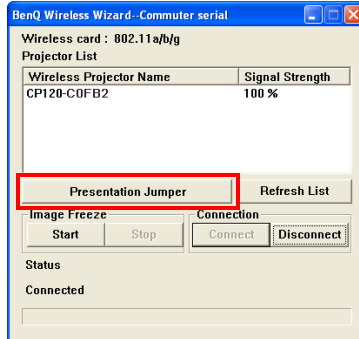 BenQ Wireless Wizard--Commuter serial
Wireless card : 802.11a/b/g
Projector List
Wireless Projector Name Signal Strength
CP120-C0FB2 100 %
Presentation Jumper Refresh List
Image Freeze Connection
Start Stop Connect Disconnect
Status
Connected